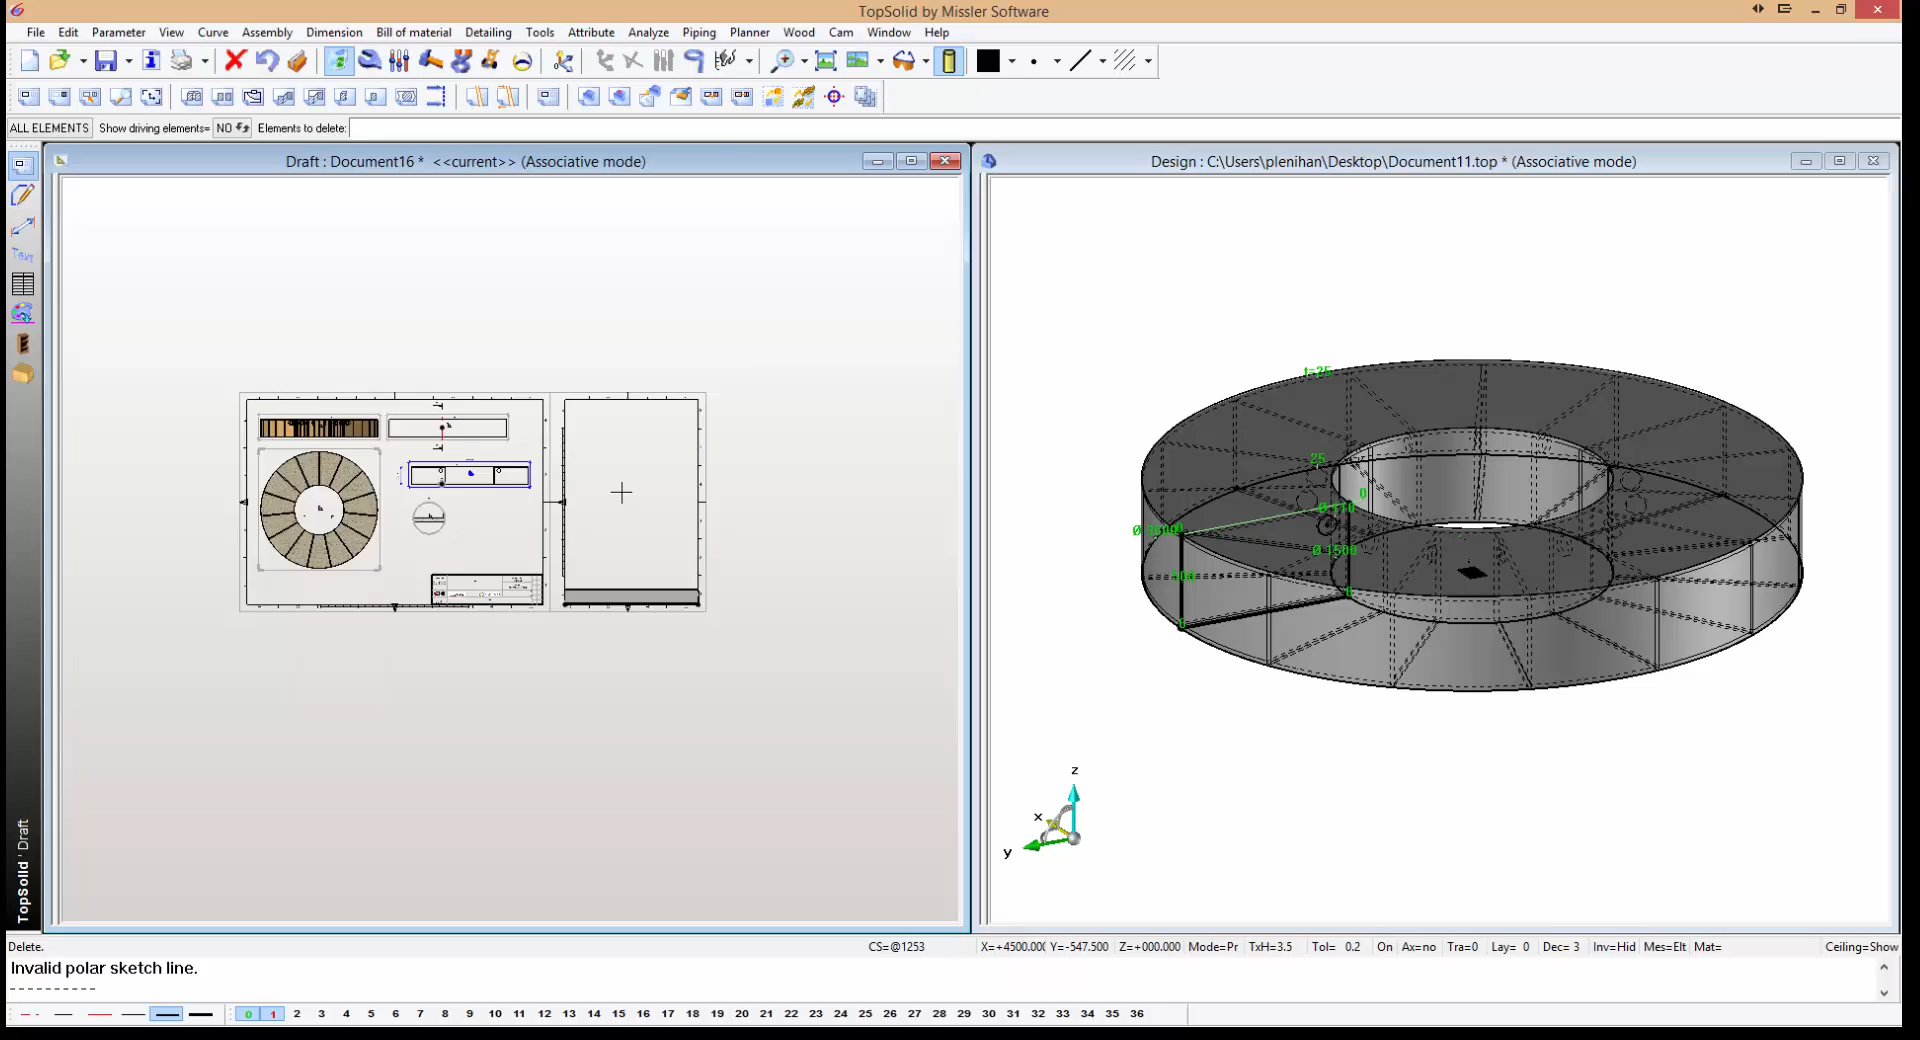 TopSolid by Missler Software
File Edit Parameter View Curve Assembly Dimension Bill of material Detailing Tools Attribute Analyze Piping Planner Wood Cam Window Help
ALL ELEMENTS Show driving elements= NO Elements to delete:
Draft : Document16 * <<current>> (Associative mode)
Design : C:\Users\plenihan\Desktop\Document11.top * (Associative mode)
Text
t=25
25
0
Ø 1500
z
x
y
TopSolid ' Draft
Delete.
CS=@1253
X=+4500.000 Y=-547.500 Z=+000.000 Mode=Pr TxH=3.5 Tol= 0.2 On Ax=no Tra=0 Lay= 0 Dec= 3 Inv=Hid Mes=Elt Mat= Ceiling=Show
Invalid polar sketch line.
----------
0 1 2 3 4 5 6 7 8 9 10 11 12 13 14 15 16 17 18 19 20 21 22 23 24 25 26 27 28 29 30 31 32 33 34 35 36